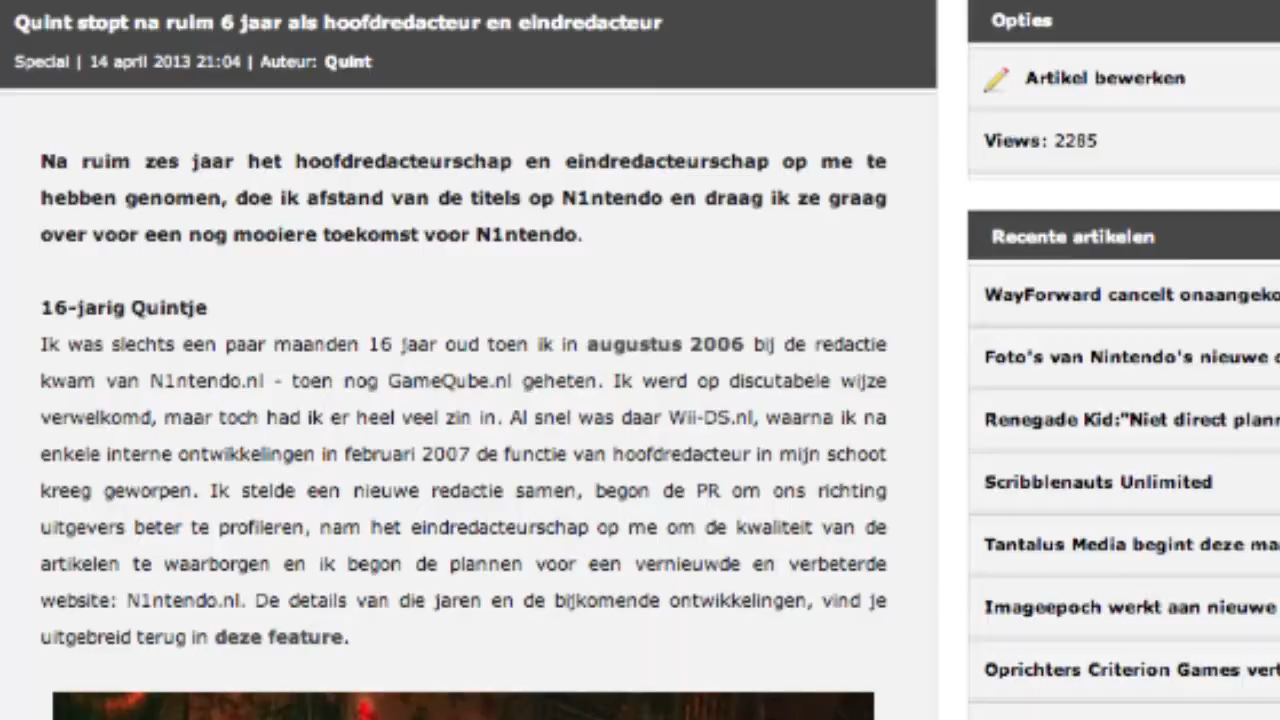 Quint stopt na ruim 6 jaar als hoofdredacteur en eindredacteur
Special | 14 april 2013 21:04 | Auteur: Quint
Na ruim zes jaar het hoofdredacteurschap en eindredacteurschap op me te
hebben genomen, doe ik afstand van de titels op N1ntendo en draag ik ze graag
over voor een nog mooiere toekomst voor N1ntendo.
16-jarig Quintje
Ik was slechts een paar maanden 16 jaar oud toen ik in augustus 2006 bij de redactie
kwam van N1ntendo.nl - toen nog GameQube.nl geheten. Ik werd op discutabele wijze
verwelkomd, maar toch had ik er heel veel zin in. Al snel was daar Wii-DS.nl, waarna ik na
enkele interne ontwikkelingen in februari 2007 de functie van hoofdredacteur in mijn schoot
kreeg geworpen. Ik stelde een nieuwe redactie samen, begon de PR om ons richting
uitgevers beter te profileren, nam het eindredacteurschap op me om de kwaliteit van de
artikelen te waarborgen en ik begon de plannen voor een vernieuwde en verbeterde
website: N1ntendo.nl. De details van die jaren en de bijkomende ontwikkelingen, vind je
uitgebreid terug in deze feature.
Opties
Artikel bewerken
Views: 2285
Recente artikelen
WayForward cancelt
Foto's van Nintendo's nieuwe
Renegade Kid:"Niet direct
Scribblenauts Unlimited
Tantalus Media begint deze
Imageepoch werkt aan nieuwe
Oprichters Criterion Games